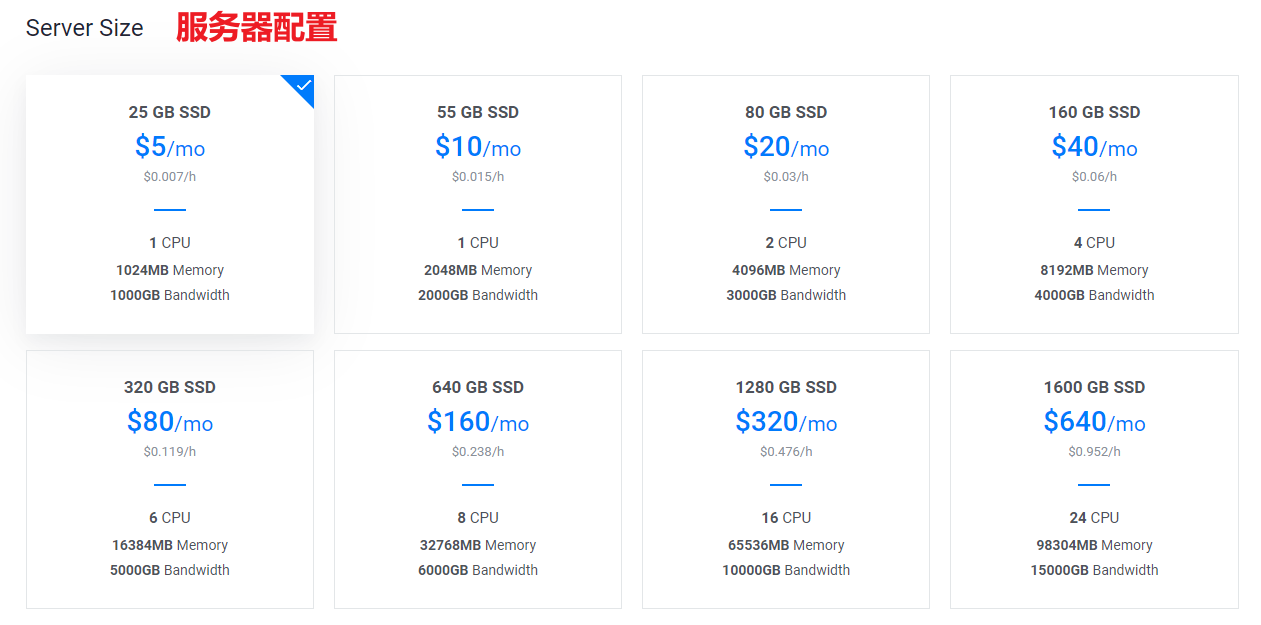 Server Size 服务器配置
25 GB SSD
$5/mo
$0.007/h
1 CPU
1024MB Memory
1000GB Bandwidth
55 GB SSD
$10/mo
$0.015/h
1 CPU
2048MB Memory
2000GB Bandwidth
80 GB SSD
$20/mo
$0.03/h
2 CPU
4096MB Memory
3000GB Bandwidth
160 GB SSD
$40/mo
$0.06/h
4 CPU
8192MB Memory
4000GB Bandwidth
320 GB SSD
$80/mo
$0.119/h
6 CPU
16384MB Memory
5000GB Bandwidth
640 GB SSD
$160/mo
$0.238/h
8 CPU
32768MB Memory
6000GB Bandwidth
1280 GB SSD
$320/mo
$0.476/h
16 CPU
65536MB Memory
10000GB Bandwidth
1600 GB SSD
$640/mo
$0.952/h
24 CPU
98304MB Memory
15000GB Bandwidth